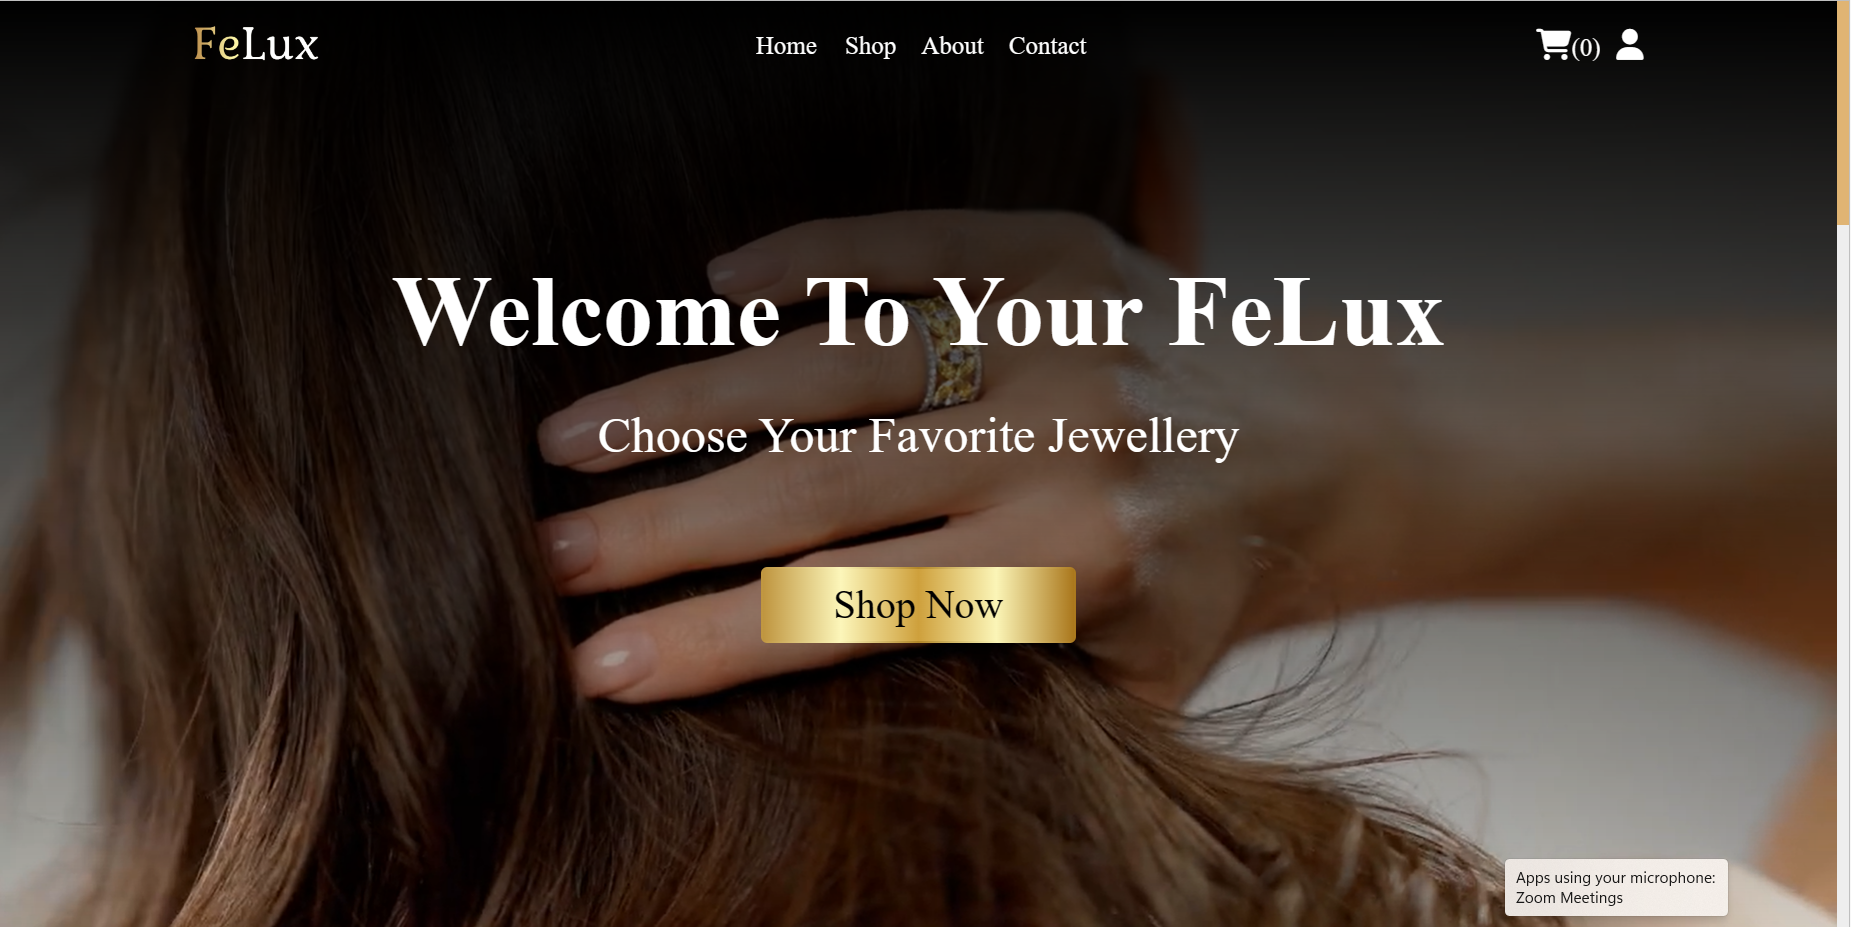 FeLux
Home Shop About Contact
(0)
Welcome To Your FeLux
Choose Your Favorite Jewellery
Shop Now
Apps using your microphone:
Zoom Meetings